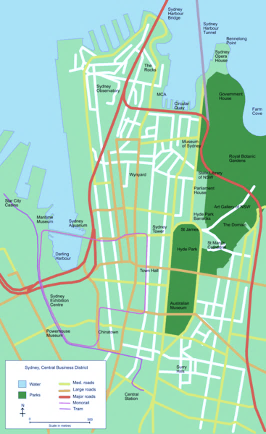 Sydney
Harbour
Bridge
Sydney
Harbour
Tunnel
Bennelong
Point
Sydney
Opera
House
The
Rocks
Sydney
Observatory
MCA
Government
House
Circular
Quay
Farm
Cove
Museum
of Sydney
Royal Botanic
Gardens
Wynyard
State Library
of NSW
Parliament
House
Star City
Casino
Art Gallery of NSW
Hyde Park
Barracks
Maritime
Museum
Sydney
Aquarium
The Domain
Sydney
Tower
St James
St Mary's
Cathedral
Hyde Park
Darling
Harbour
Town Hall
Sydney
Exhibition
Centre
Australian
Museum
Powerhouse
Museum
Chinatown
Surry
Hills
Central
Station
Sydney, Central Business District
Water
Parks
Med. roads
Large roads
Major roads
Monorail
Tram
N
0 500
Scale in metres